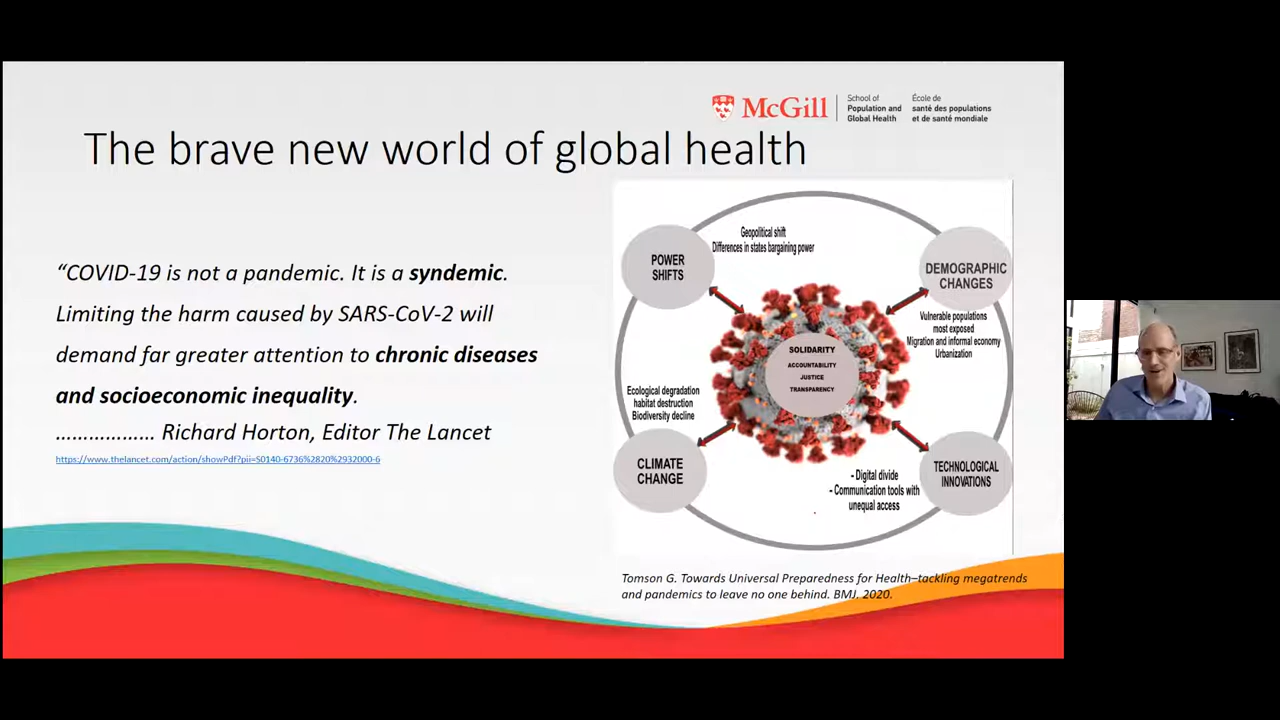 McGill
School of
Population and
Global Health
École de
santé des populations
et de santé mondiale
The brave new world of global health
“COVID-19 is not a pandemic. It is a syndemic.
Limiting the harm caused by SARS-CoV-2 will
demand far greater attention to chronic diseases
and socioeconomic inequality.
……………… Richard Horton, Editor The Lancet
https://www.thelancet.com/action/showPdf?pii=S0140-6736%2820%2932000-6
POWER
SHIFTS
Geopolitical shift
Differences in states bargaining power
DEMOGRAPHIC
CHANGES
Vulnerable populations
most exposed
Migration and informal economy
Urbanization
SOLIDARITY
ACCOUNTABILITY
JUSTICE
TRANSPARENCY
Ecological degradation
habitat destruction
Biodiversity decline
CLIMATE
CHANGE
- Digital divide
- Communication tools with
unequal access
TECHNOLOGICAL
INNOVATIONS
Tomson G. Towards Universal Preparedness for Health–tackling megatrends
and pandemics to leave no one behind. BMJ, 2020.